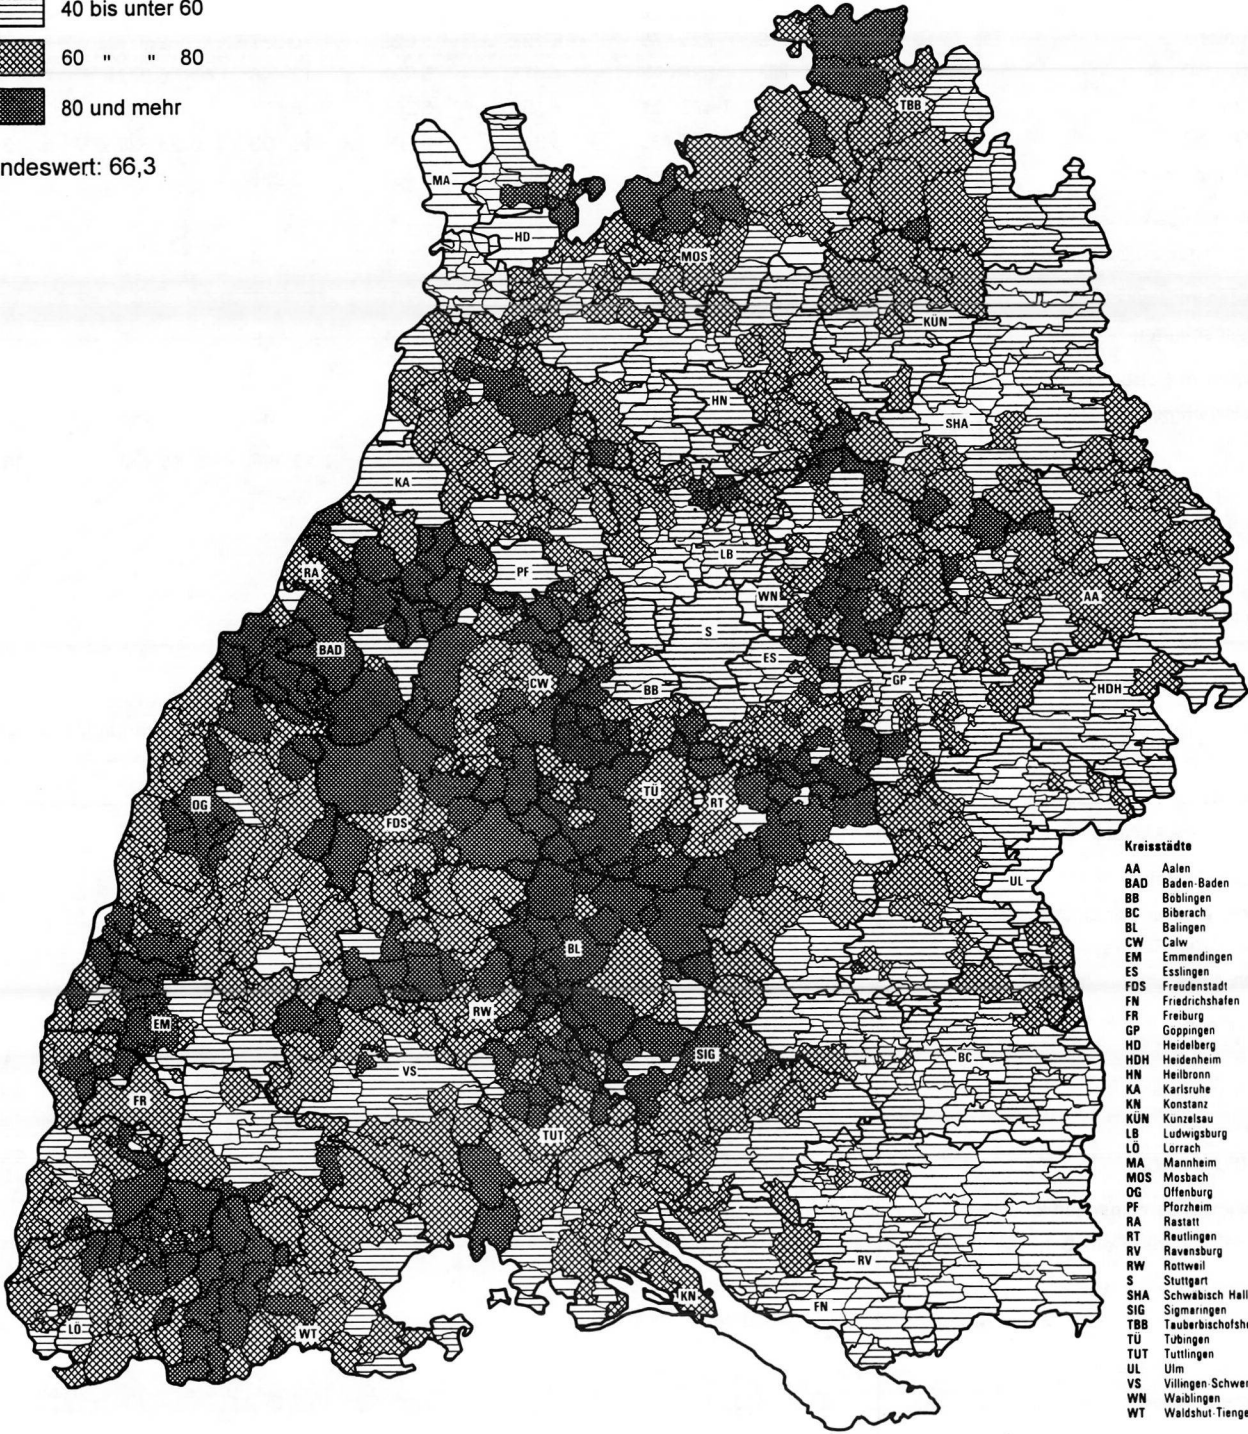 40 bis unter 60
60 " " 80
80 und mehr
ndeswert: 66,3
TBB
MA
HD
MOS
KÜN
HN
SHA
KA
LB
PF
RA
WN
AA
S
BAD
ES
CW
BB
GP
HDH
TÜ
RT
OG
FDS
UL
BL
RW
EM
SIG
BC
VS
FR
TUT
RV
KN
FN
LÖ
WT
Kreisstädte
AA Aalen
BAD Baden-Baden
BB Boblingen
BC Biberach
BL Balingen
CW Calw
EM Emmendingen
ES Esslingen
FDS Freudenstadt
FN Friedrichshafen
FR Freiburg
GP Goppingen
HD Heidelberg
HDH Heidenheim
HN Heilbronn
KA Karlsruhe
KN Konstanz
KÜN Kunzelsau
LB Ludwigsburg
LÖ Lorrach
MA Mannheim
MOS Mosbach
OG Offenburg
PF Pforzheim
RA Rastatt
RT Reutlingen
RV Ravensburg
RW Rottweil
S Stuttgart
SHA Schwabisch Hall
SIG Sigmaringen
TBB Tauberbischofshe
TÜ Tübingen
TUT Tuttlingen
UL Ulm
VS Villingen-Schwen
WN Waiblingen
WT Waldshut-Tienge